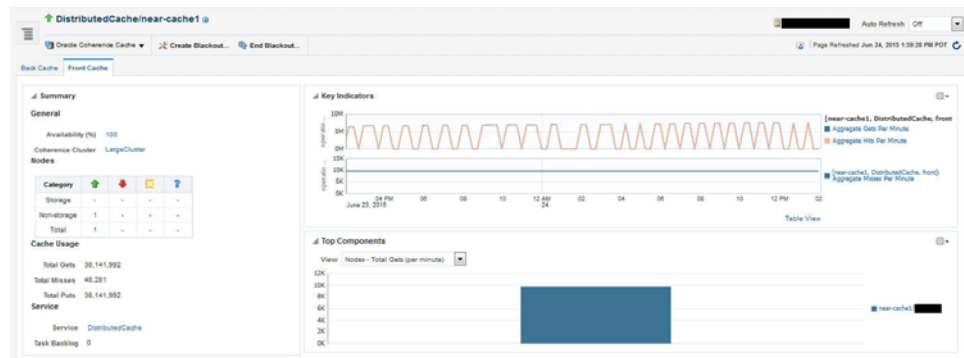 DistributedCache/near-cache1
Auto Refresh Off
Oracle Coherence Cache Create Blackout... End Blackout...
Page Refreshed Jun 24, 2015 1:59:28 PM PDT
Back Cache Front Cache
Summary
General
Availability (%) 100
Coherence Cluster LargeCluster
Nodes
Category
Storage - - - -
Non-storage 1 - - -
Total 1 - - -
Cache Usage
Total Gets 38,141,992
Total Misses 48,281
Total Puts 38,141,992
Service
Service DistributedCache
Task Backlog 0
Key Indicators
10M
5M
0M
operatio...
[near-cache1, DistributedCache, front
Aggregate Gets Per Minute
Aggregate Hits Per Minute
15K
10K
5K
0K
operatio...
[near-cache1, DistributedCache, front)
Aggregate Misses Per Minute
04 PM 06 08 10 12 AM 02 04 06 08 10 12 PM 02
June 23, 2015 24
Table View
Top Components
View Nodes - Total Gets (per minute)
12K
10K
8K
6K
4K
2K
0K
near-cache1